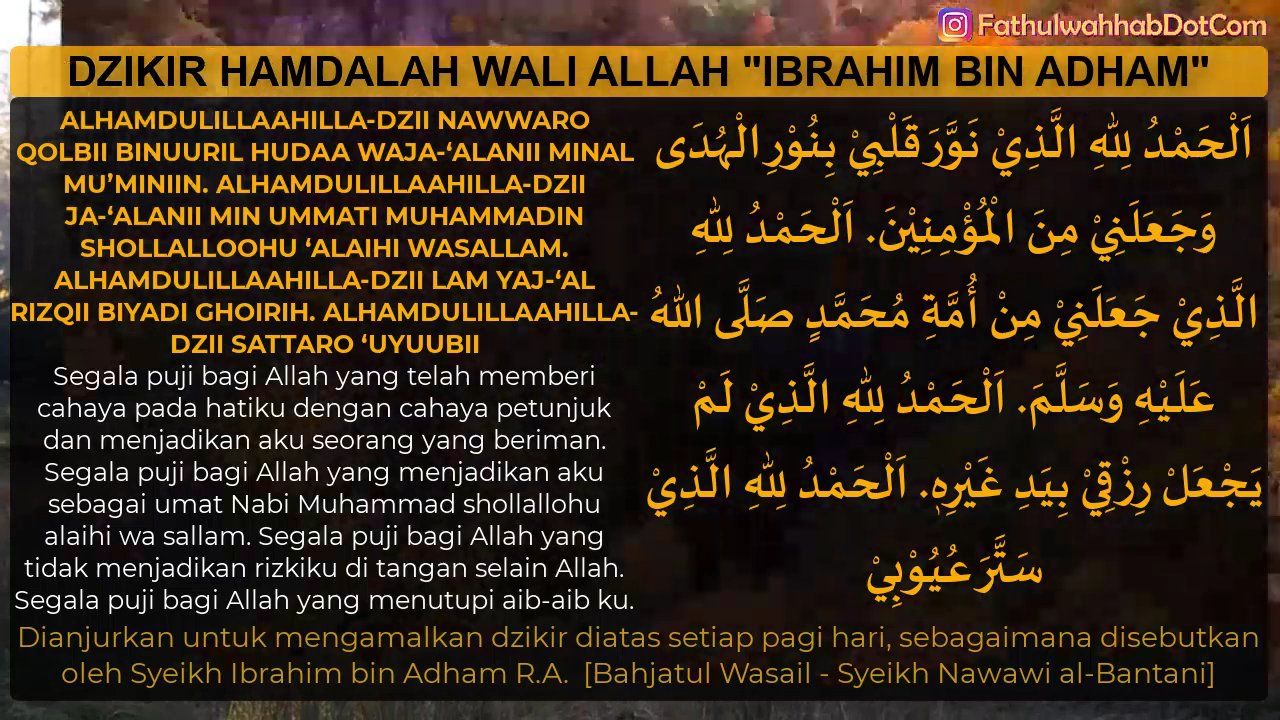 FathulwahhabDotCom
DZIKIR HAMDALAH WALI ALLAH "IBRAHIM BIN ADHAM"
ALHAMDULILLAAHILLA-DZII NAWWARO
QOLBII BINUURIL HUDAA WAJA-‘ALANII MINAL
MU’MINIIN. ALHAMDULILLAAHILLA-DZII
JA-‘ALANII MIN UMMATI MUHAMMADIN
SHOLLALLOOHU ‘ALAIHI WASALLAM.
ALHAMDULILLAAHILLA-DZII LAM YAJ-‘AL
RIZQII BIYADI GHOIRIH. ALHAMDULILLAAHILLA-
DZII SATTARO ‘UYUUBII
Segala puji bagi Allah yang telah memberi
cahaya pada hatiku dengan cahaya petunjuk
dan menjadikan aku seorang yang beriman.
Segala puji bagi Allah yang menjadikan aku
sebagai umat Nabi Muhammad shollallohu
alaihi wa sallam. Segala puji bagi Allah yang
tidak menjadikan rizkiku di tangan selain Allah.
Segala puji bagi Allah yang menutupi aib-aib ku.
اَلْحَمْدُ لِلّٰهِ الَّذِيْ نَوَّرَ قَلْبِيْ بِنُوْرِ الْهُدَى
وَجَعَلَنِيْ مِنَ الْمُؤْمِنِيْنَ. اَلْحَمْدُ لِلّٰهِ
الَّذِيْ جَعَلَنِيْ مِنْ أُمَّةِ مُحَمَّدٍ صَلَّى اللهُ
عَلَيْهِ وَسَلَّمَ. اَلْحَمْدُ لِلّٰهِ الَّذِيْ لَمْ
يَجْعَلْ رِزْقِيْ بِيَدِ غَيْرِهٖ. اَلْحَمْدُ لِلّٰهِ الَّذِيْ
سَتَّرَ عُيُوْبِيْ
Dianjurkan untuk mengamalkan dzikir diatas setiap pagi hari, sebagaimana disebutkan
oleh Syeikh Ibrahim bin Adham R.A. [Bahjatul Wasail - Syeikh Nawawi al-Bantani]